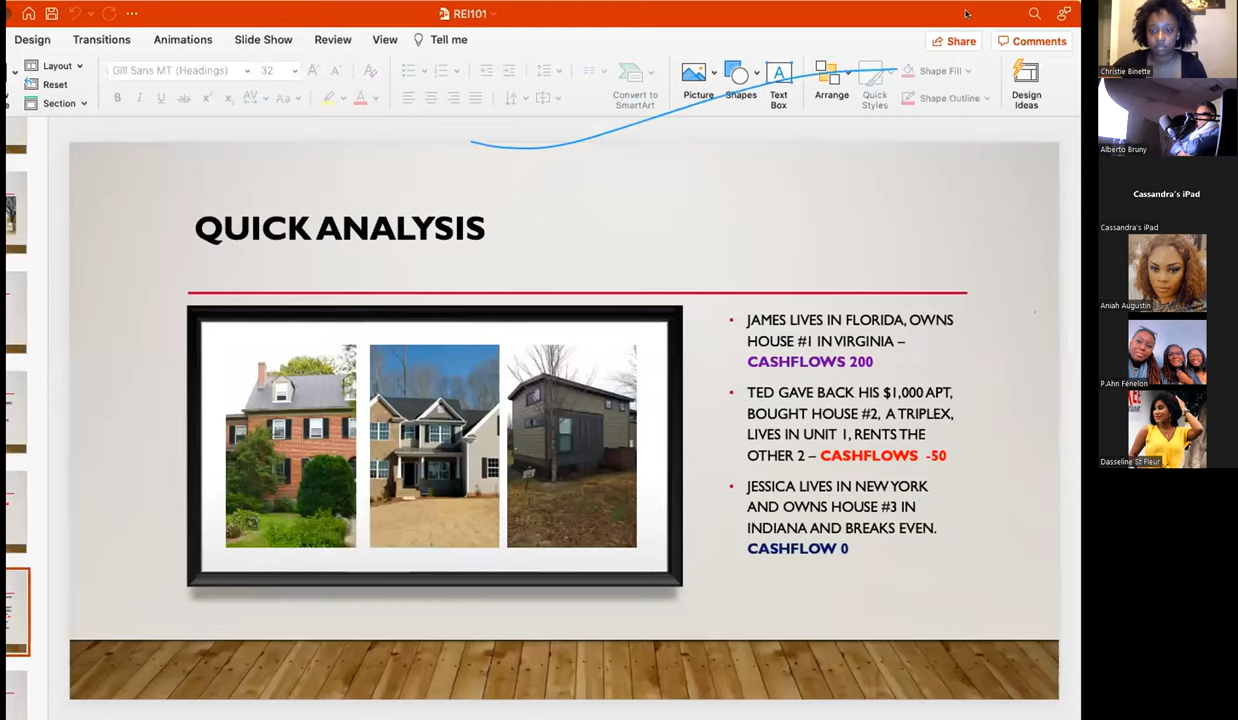 REI101
Design Transitions Animations Slide Show Review View Tell me Share Comments
Layout
Reset
Section
Gill Sans MT (Headings) 32
Convert to
SmartArt
Picture Shapes Text
Box
Arrange Quick
Styles
Shape Fill
Shape Outline
Design
Ideas
QUICK ANALYSIS
• JAMES LIVES IN FLORIDA, OWNS
HOUSE #1 IN VIRGINIA –
CASHFLOWS 200
• TED GAVE BACK HIS $1,000 APT,
BOUGHT HOUSE #2, A TRIPLEX,
LIVES IN UNIT 1, RENTS THE
OTHER 2 – CASHFLOWS -50
• JESSICA LIVES IN NEW YORK
AND OWNS HOUSE #3 IN
INDIANA AND BREAKS EVEN.
CASHFLOW 0
Christie Binette
Alberto Bruny
Cassandra's iPad
Cassandra's iPad
Aniah Augustin
P.Ahn Fenelon
Dasseline St Fleur